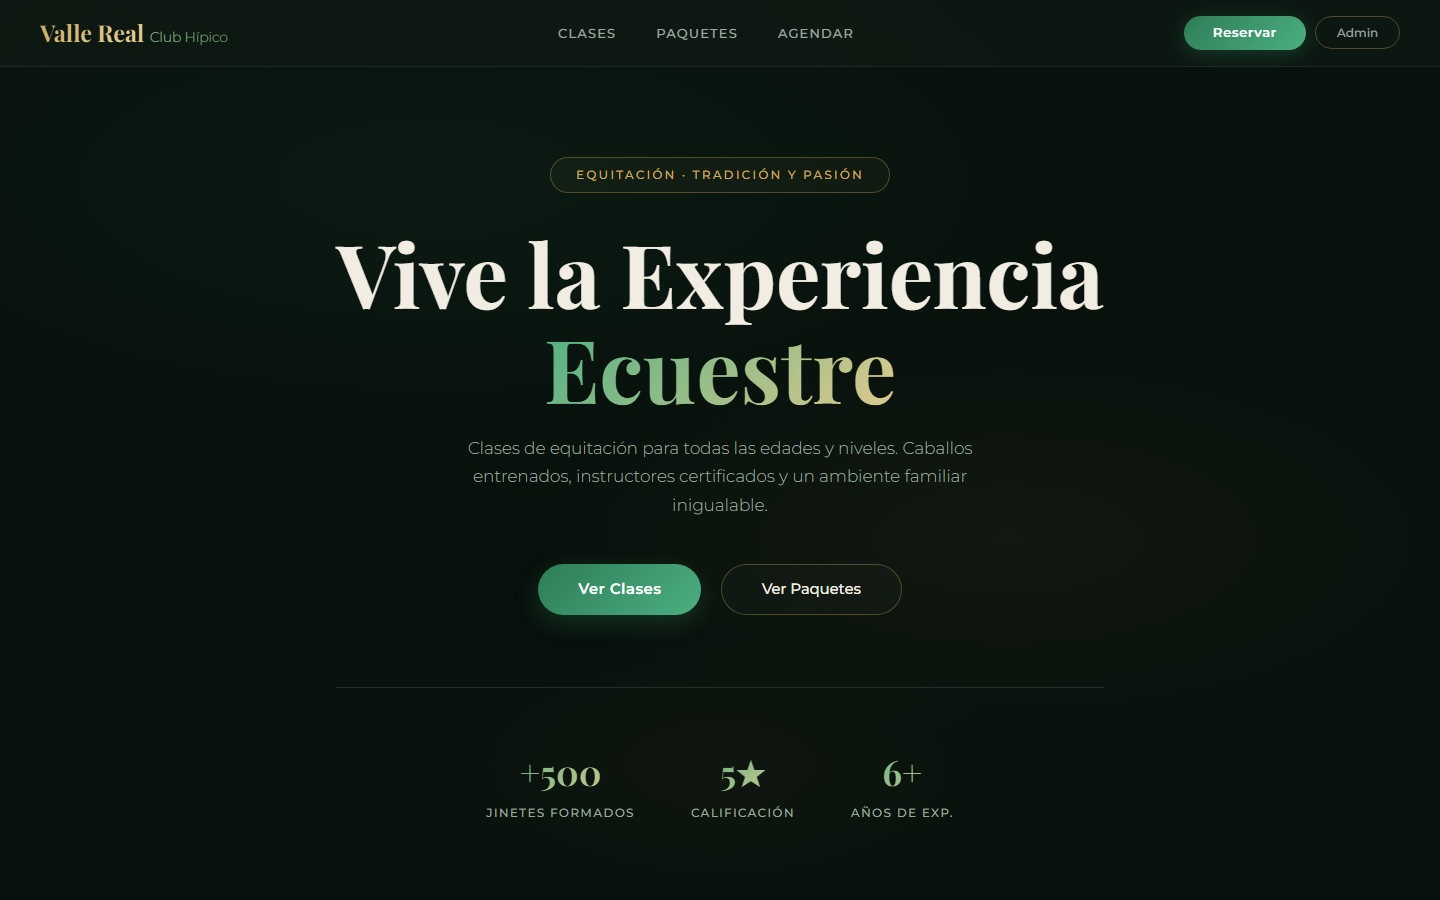 Valle Real Club Hípico
CLASES
PAQUETES
AGENDAR
Reservar
Admin
EQUITACIÓN · TRADICIÓN Y PASIÓN
Vive la Experiencia
Ecuestre
Clases de equitación para todas las edades y niveles. Caballos
entrenados, instructores certificados y un ambiente familiar
inigualable.
Ver Clases
Ver Paquetes
+500
JINETES FORMADOS
5★
CALIFICACIÓN
6+
AÑOS DE EXP.